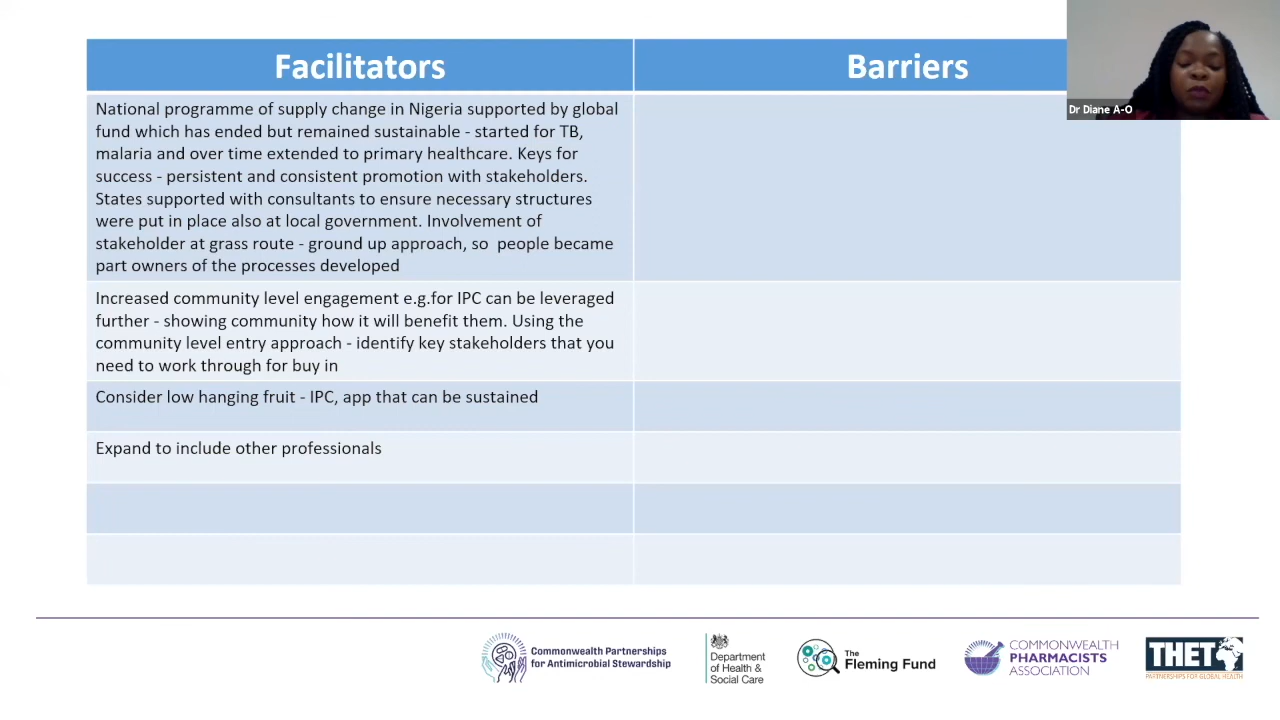 Facilitators
Barriers
Dr Diane A-O
National programme of supply change in Nigeria supported by global
fund which has ended but remained sustainable - started for TB,
malaria and over time extended to primary healthcare. Keys for
success - persistent and consistent promotion with stakeholders.
States supported with consultants to ensure necessary structures
were put in place also at local government. Involvement of
stakeholder at grass route - ground up approach, so  people became
part owners of the processes developed
Increased community level engagement e.g.for IPC can be leveraged
further - showing community how it will benefit them. Using the
community level entry approach - identify key stakeholders that you
need to work through for buy in
Consider low hanging fruit - IPC, app that can be sustained
Expand to include other professionals
Commonwealth Partnerships
for Antimicrobial Stewardship
Department
of Health &
Social Care
The
Fleming Fund
COMMONWEALTH
PHARMACISTS
ASSOCIATION
THET
PARTNERSHIPS FOR GLOBAL HEALTH